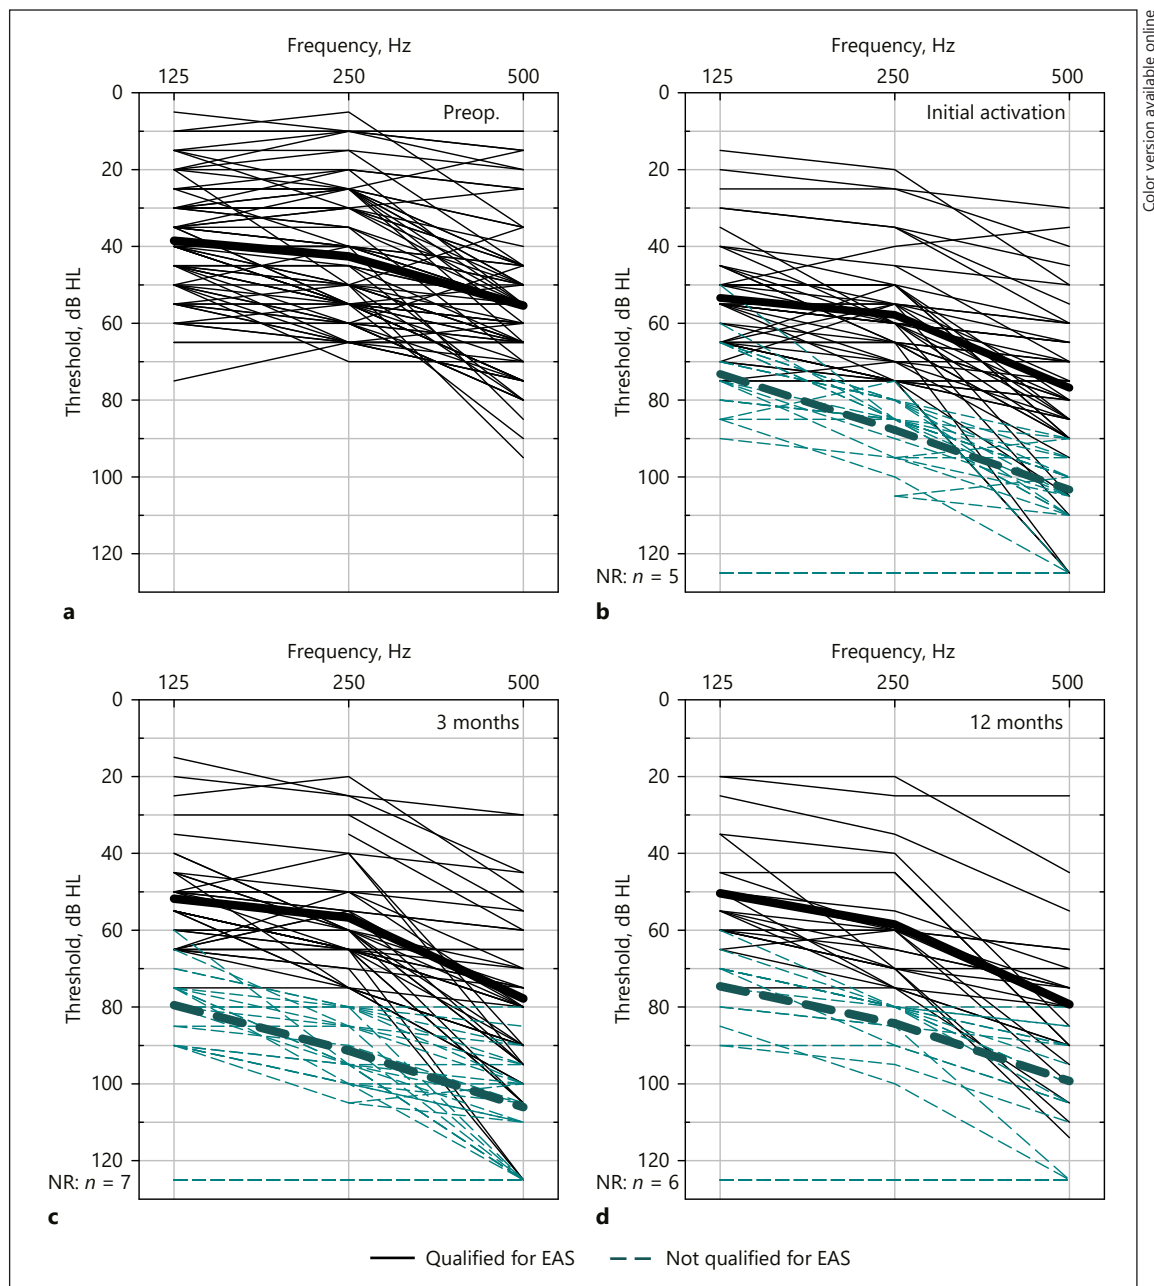 Color version available online
Frequency, Hz
125 250 500
Threshold, dB HL
0
20
40
60
80
100
120
Preop.
a
Frequency, Hz
125 250 500
Threshold, dB HL
0
20
40
60
80
100
120
Initial activation
NR: n = 5
b
Frequency, Hz
125 250 500
Threshold, dB HL
0
20
40
60
80
100
120
3 months
NR: n = 7
c
Frequency, Hz
125 250 500
Threshold, dB HL
0
20
40
60
80
100
120
12 months
NR: n = 6
d
Qualified for EAS Not qualified for EAS